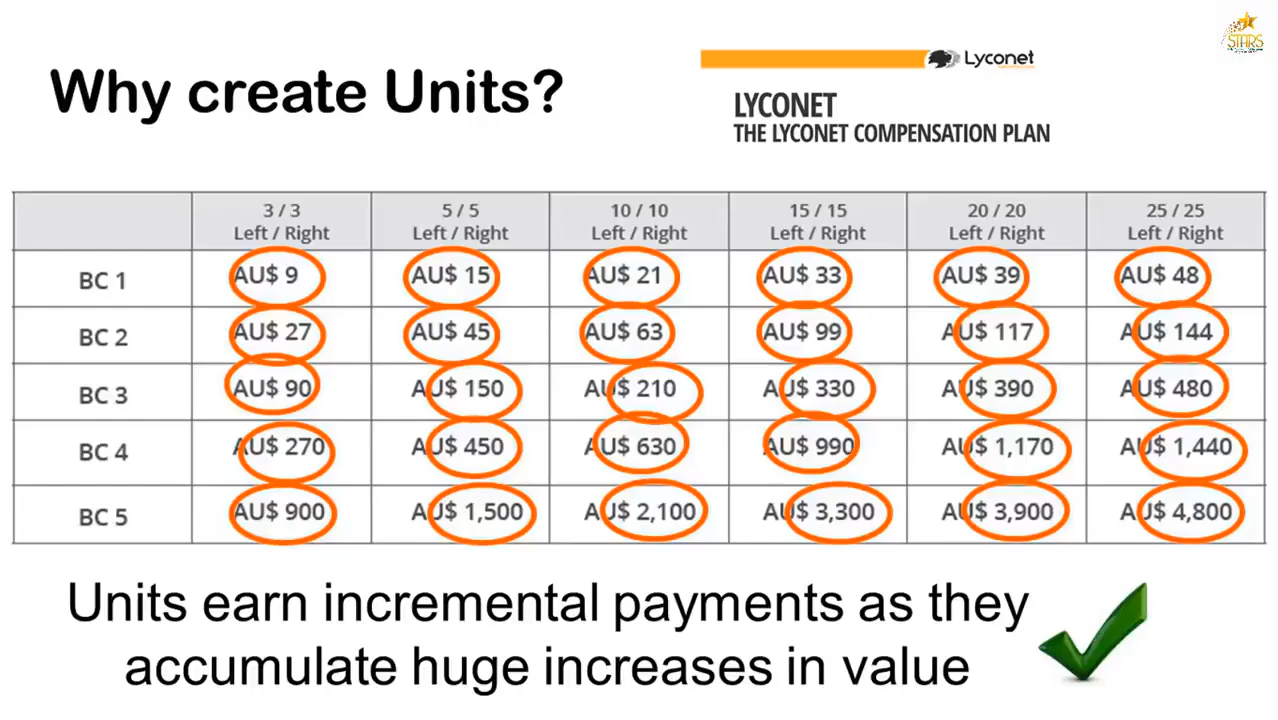 STARS
Why create Units?
Lyconet
LYCONET
THE LYCONET COMPENSATION PLAN
3 / 3 5 / 5 10 / 10 15 / 15 20 / 20 25 / 25
Left / Right Left / Right Left / Right Left / Right Left / Right Left / Right
BC 1 AU$ 9 AU$ 15 AU$ 21 AU$ 33 AU$ 39 AU$ 48
BC 2 AU$ 27 AU$ 45 AU$ 63 AU$ 99 AU$ 117 AU$ 144
BC 3 AU$ 90 AU$ 150 AU$ 210 AU$ 330 AU$ 390 AU$ 480
BC 4 AU$ 270 AU$ 450 AU$ 630 AU$ 990 AU$ 1,170 AU$ 1,440
BC 5 AU$ 900 AU$ 1,500 AU$ 2,100 AU$ 3,300 AU$ 3,900 AU$ 4,800
Units earn incremental payments as they
accumulate huge increases in value